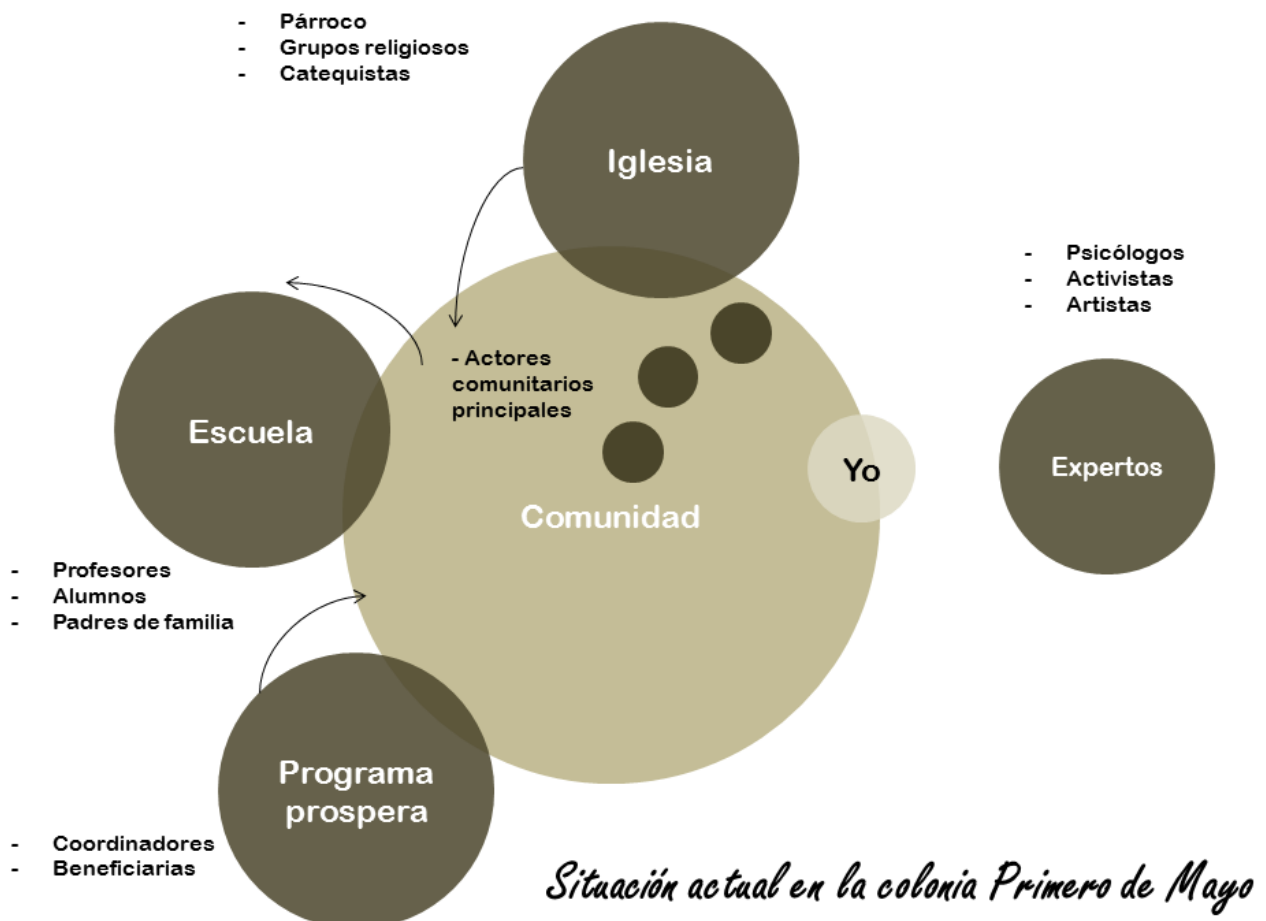 - Párroco
- Grupos religiosos
- Catequistas
Iglesia
- Psicólogos
- Activistas
- Artistas
- Actores
comunitarios
principales
Escuela
Yo
Expertos
Comunidad
- Profesores
- Alumnos
- Padres de familia
Programa
prospera
- Coordinadores
- Beneficiarias
Situación actual en la colonia Primero de Mayo